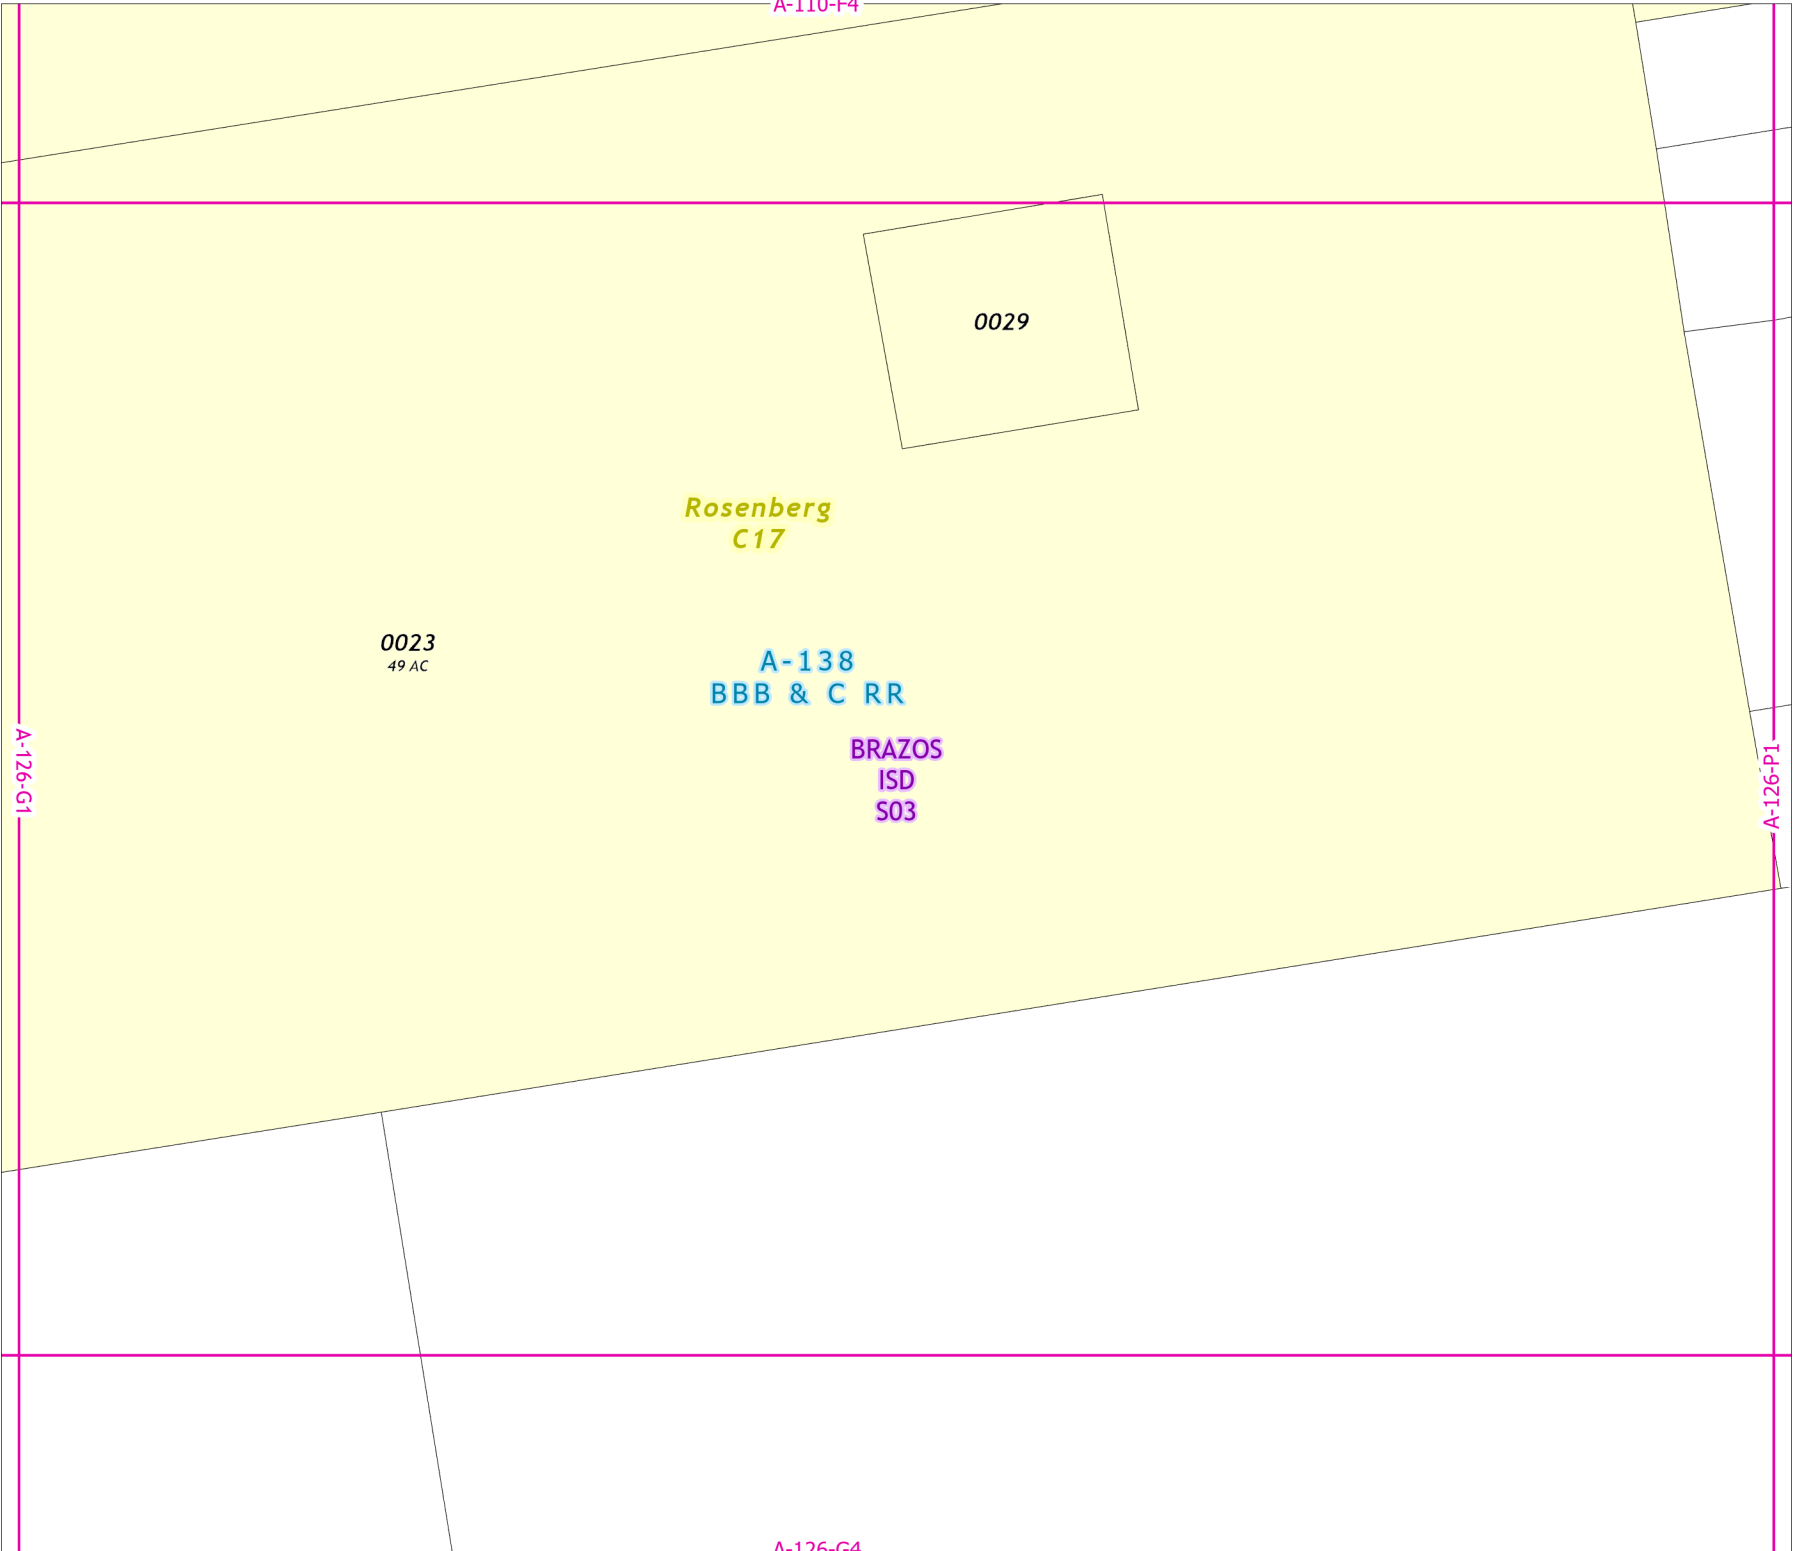 A-110-F4
0029
Rosenberg
C17
0023
49 AC
A-138
BBB & C RR
BRAZOS
ISD
S03
A-126-G1
A-126-P1
A-126-G4